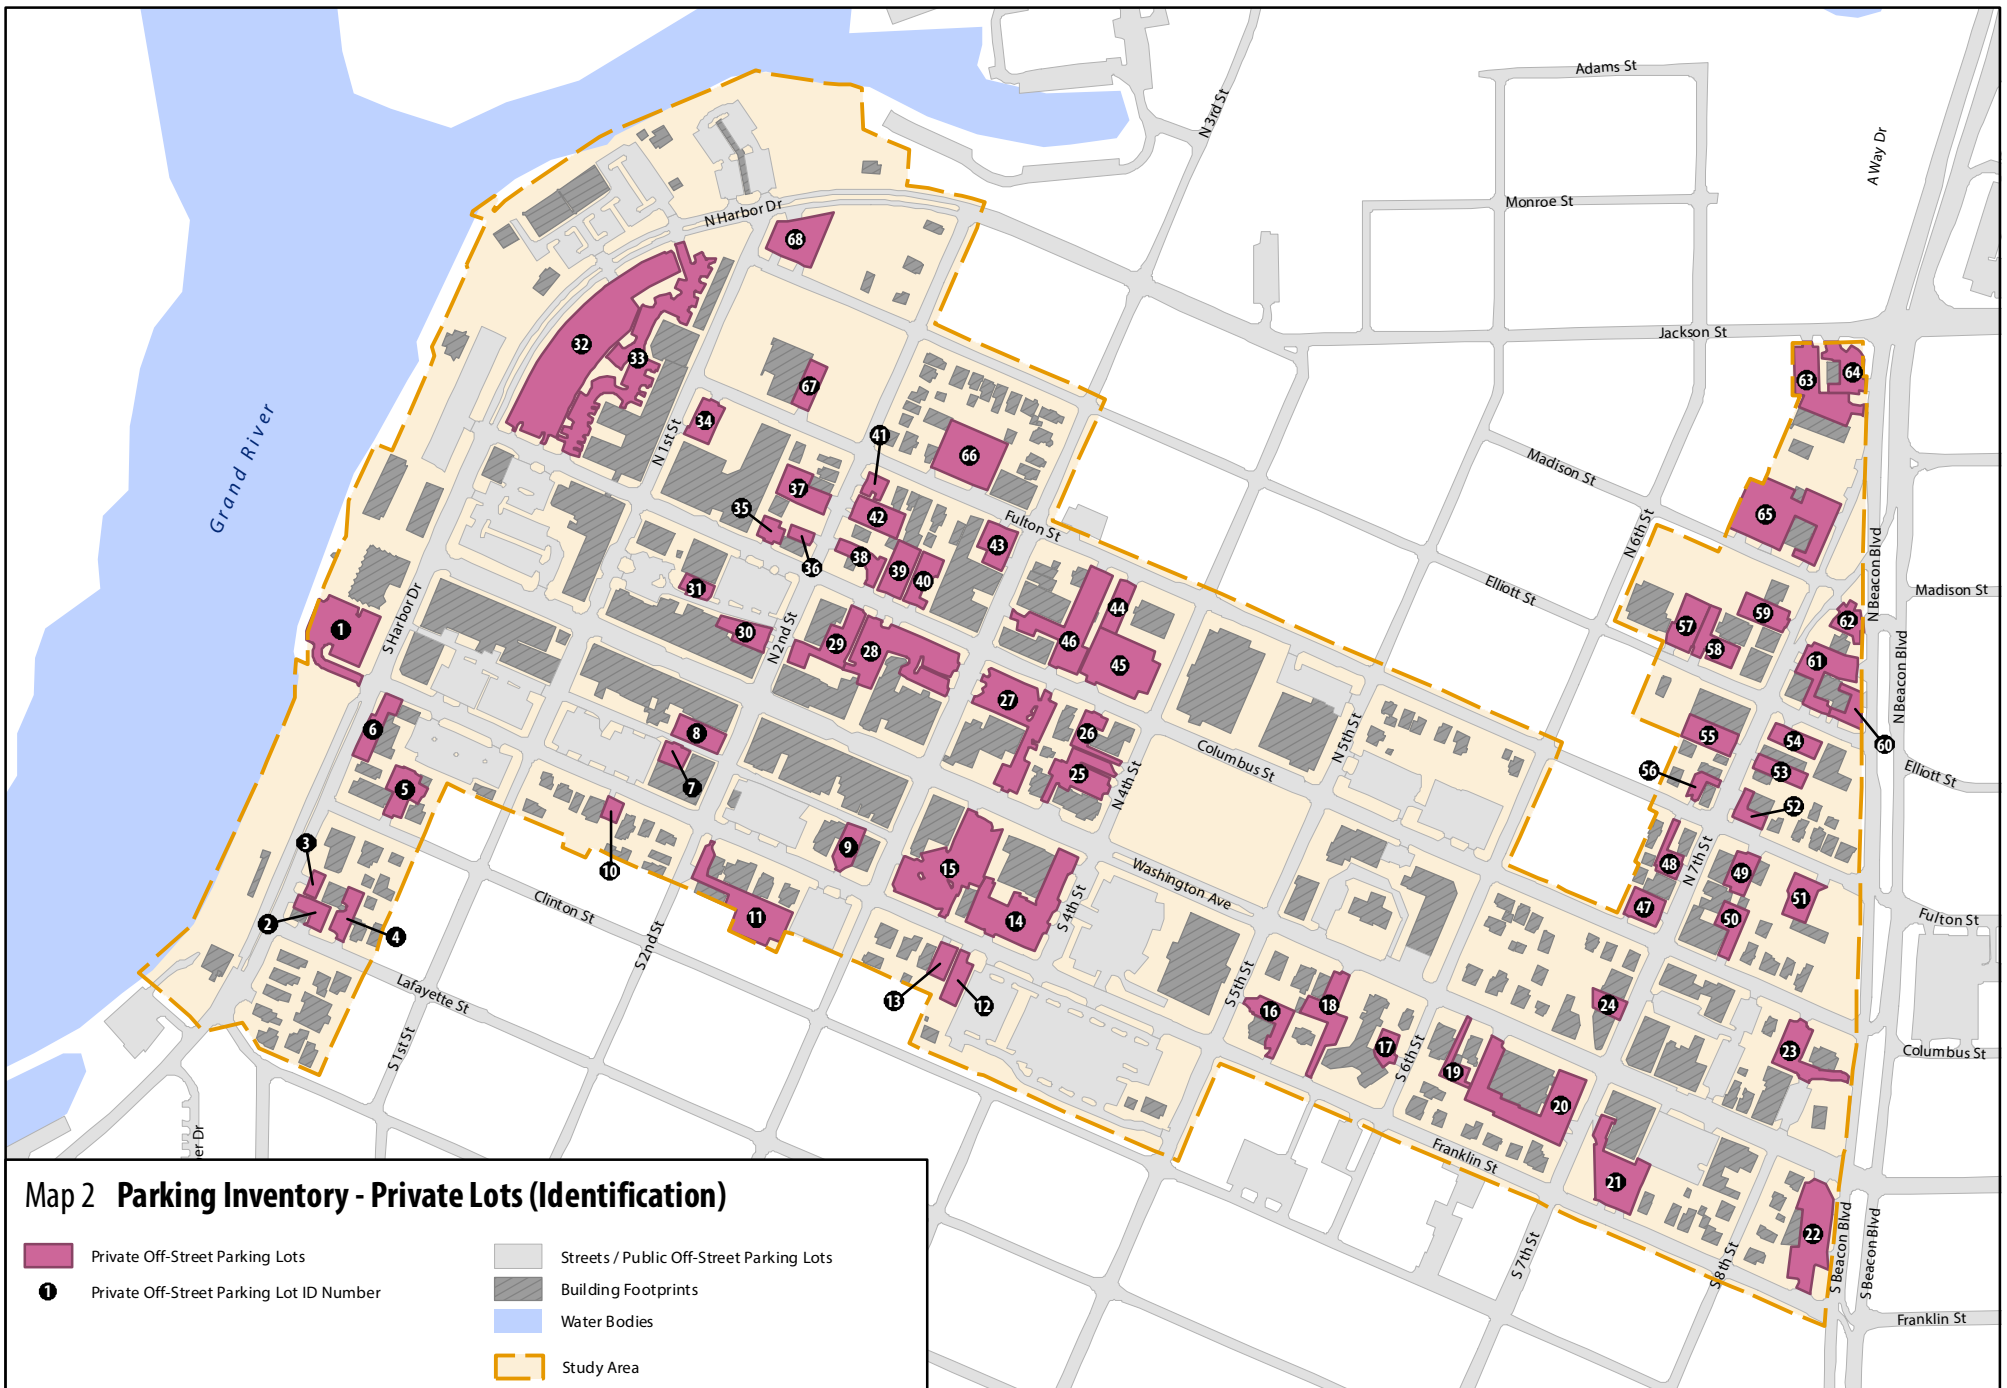 Adams St
N 3rd St
A Way Dr
Monroe St
N Harbor Dr
68
Jackson St
32
33
63
64
67
34
41
N 1st St
66
Grand River
37
35
42
Fulton St
Madison St
65
43
N 6th St
38
36
39
40
N Beacon Blvd
31
Elliott St
Madison St
S Harbor Dr
44
59
62
1
30
N 2nd St
29
28
46
57
58
45
61
N Beacon Blvd
27
6
8
26
Columbus St
N 5th St
55
54
60
7
25
N 4th St
56
53
Elliott St
5
52
3
9
10
15
Washington Ave
48
N 7th St
49
51
2
4
Clinton St
11
14
S 4th St
47
50
Fulton St
S 2nd St
Lafayette St
13
12
S 5th St
16
18
24
S 1st St
17
S 6th St
19
23
Columbus St
20
er Dr
Franklin St
21
22
S 7th St
S 8th St
S Beacon Blvd
S Beacon Blvd
Franklin St
Map 2 Parking Inventory - Private Lots (Identification)
Private Off-Street Parking Lots
1 Private Off-Street Parking Lot ID Number
Streets / Public Off-Street Parking Lots
Building Footprints
Water Bodies
Study Area